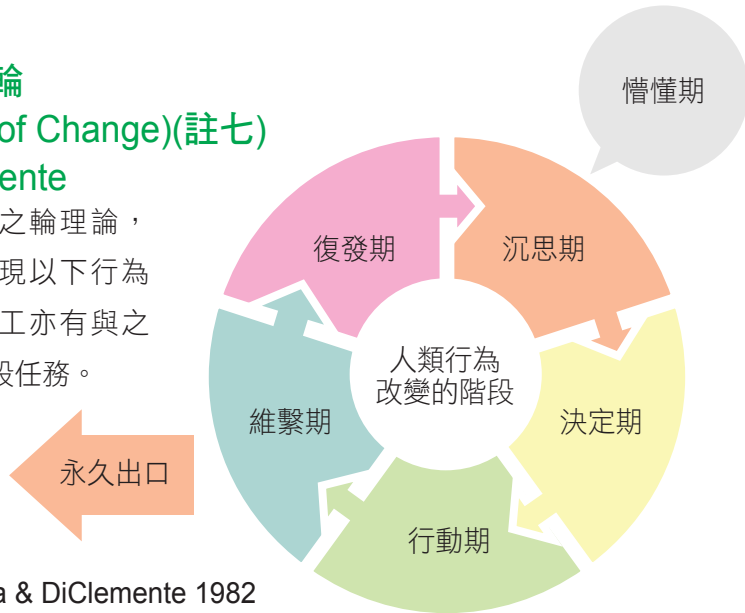 輪
of Change)(註七)
ente
之輪理論，
現以下行為
工亦有與之
段任務。
懵懂期
復發期
沉思期
人類行為
改變的階段
維繫期
決定期
永久出口
行動期
a & DiClemente 1982